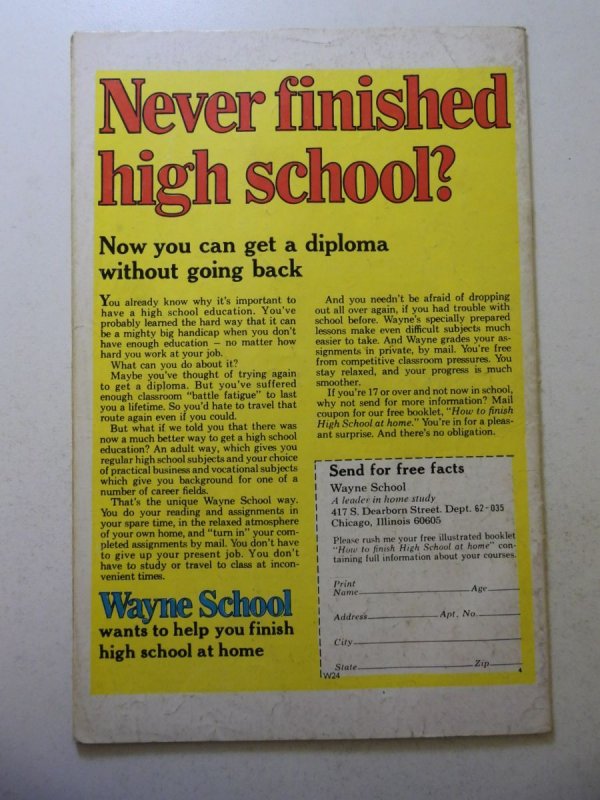 Never finished
high school?
Now you can get a diploma
without going back
You already know why it's important to
have a high school education. You've
probably learned the hard way that it can
be a mighty big handicap when you don't
have enough education — no matter how
hard you work at your job.
What can you do about it?
Maybe you've thought of trying again
to get a diploma. But you've suffered
enough classroom "battle fatigue" to last
you a lifetime. So you'd hate to travel that
route again even if you could.
But what if we told you that there was
now a much better way to get a high school
education? An adult way, which gives you
regular high school subjects and your choice
of practical business and vocational subjects
which give you background for one of a
number of career fields.
That's the unique Wayne School way.
You do your reading and assignments in
your spare time, in the relaxed atmosphere
of your own home, and "turn in" your com-
pleted assignments by mail. You don't have
to give up your present job. You don't
have to study or travel to class at incon-
venient times.
Wayne School
wants to help you finish
high school at home
And you needn't be afraid of dropping
out all over again, if you had trouble with
school before. Wayne's specially prepared
lessons make even difficult subjects much
easier to take. And Wayne grades your as-
signments in private, by mail. You're free
from competitive classroom pressures. You
stay relaxed, and your progress is much
smoother.
If you're 17 or over and not now in school,
why not send for more information? Mail
coupon for our free booklet, "How to finish
High School at home." You're in for a pleas-
ant surprise. And there's no obligation.
Send for free facts
Wayne School
A leader in home study
417 S. Dearborn Street. Dept. 62-035
Chicago, Illinois 60605
Please rush me your free illustrated booklet
"How to finish High School at home" con-
taining full information about your courses.
Print
Name Age
Address Apt. No.
City
State Zip
W24 4